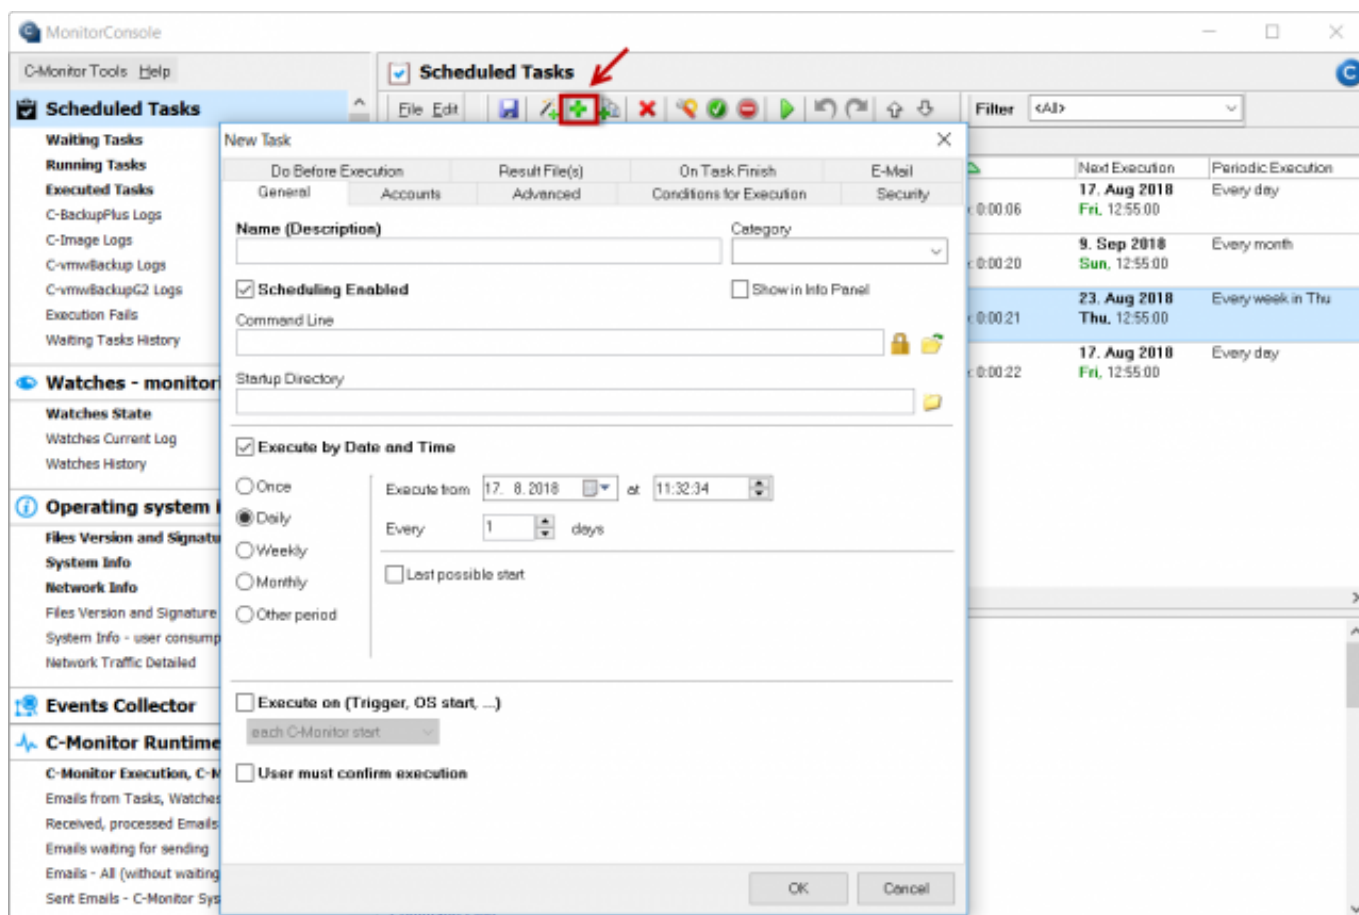 MonitorConsole
C-Monitor Tools Help
Scheduled Tasks
Waiting Tasks
Running Tasks
Executed Tasks
C-BackupPlus Logs
C-Image Logs
C-vmwBackup Logs
C-vmwBackupG2 Logs
Execution Fails
Waiting Tasks History
Watches - monitori
Watches State
Watches Current Log
Watches History
Operating system i
Files Version and Signatu
System Info
Network Info
Files Version and Signature
System Info - user consump
Network Traffic Detailed
Events Collector
C-Monitor Runtime
C-Monitor Execution, C-M
Emails from Tasks, Watches
Received, processed Emails
Emails waiting for sending
Emails - All (without waiting
Sent Emails - C-Monitor Sys
Scheduled Tasks
File Edit
Filter <All>
New Task
Do Before Execution Result File(s) On Task Finish E-Mail
General Accounts Advanced Conditions for Execution Security
Name (Description) Category
Scheduling Enabled Show in Info Panel
Command Line
Startup Directory
Execute by Date and Time
Once
Daily
Weekly
Monthly
Other period
Execute from 17. 8.2018 at 11:32:34
Every 1 days
Last possible start
Execute on (Trigger, OS start, ...)
each C-Monitor start
User must confirm execution
OK Cancel
Next Execution Periodic Execution
17. Aug 2018 Every day
: 0:00:06 Fri, 12:55:00
9. Sep 2018 Every month
: 0:00:20 Sun, 12:55:00
23. Aug 2018 Every week in Thu
: 0:00:21 Thu, 12:55:00
17. Aug 2018 Every day
: 0:00:22 Fri, 12:55:00